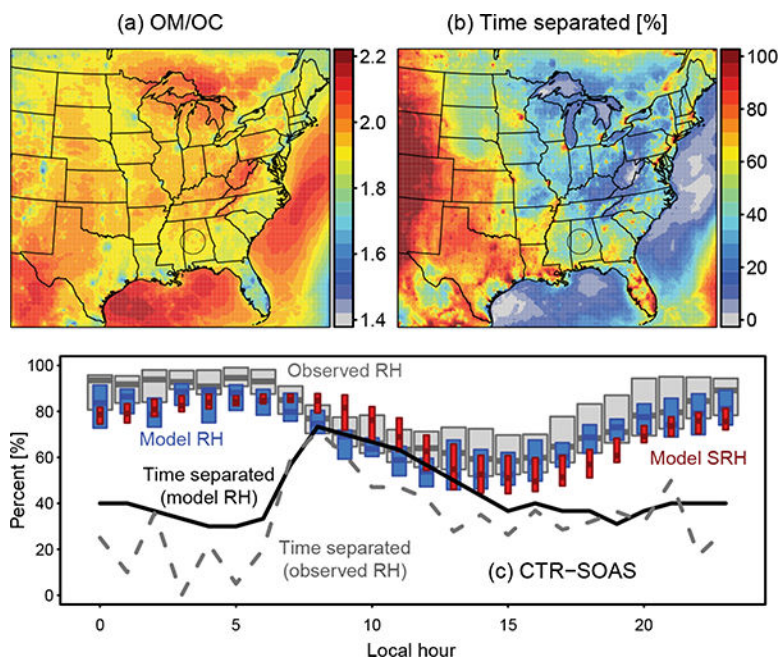 (a) OM/OC
(b) Time separated [%]
2.2
2.0
1.8
1.6
1.4
100
80
60
40
20
0
Percent [%]
100
80
60
40
20
0
Observed RH
Model RH
Model SRH
Time separated
(model RH)
Time separated
(observed RH)
(c) CTR−SOAS
0
5
10
15
20
Local hour